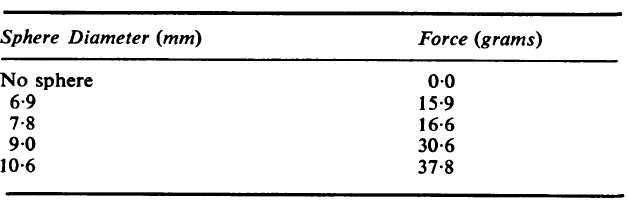 Sphere Diameter (mm) Force (grams)
No sphere 0·0
6·9 15·9
7·8 16·6
9·0 30·6
10·6 37·8